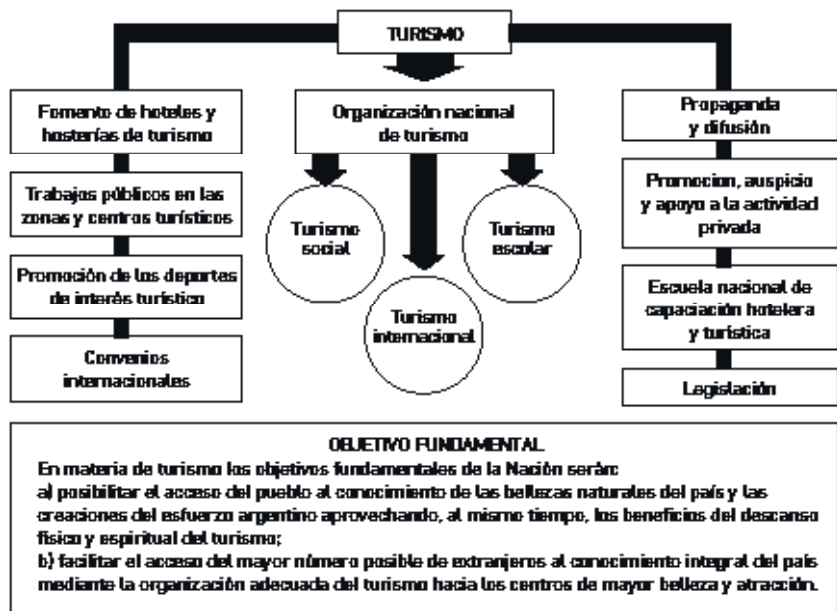 TURISMO
Fomento de hoteles y
hosterías de turismo
Trabajos públicos en las
zonas y centros turísticos
Promoción de los deportes
de interés turístico
Convenios
internacionales
Organización nacional
de turismo
Turismo
social
Turismo
internacional
Turismo
escolar
Propaganda
y difusión
Promocion, auspicio
y apoyo a la actividad
privada
Escuela nacional de
capaciación hotelera
y turística
Legislación
OBJETIVO FUNDAMENTAL
En materia de turismo los objetivos fundamentales de la Nación serán:
a) posibilitar el acceso del pueblo al conocimiento de las bellezas naturales del país y las
creaciones del esfuerzo argentino aprovechando, al mismo tiempo, los beneficios del descanso
físico y espiritual del turismo;
b) facilitar el acceso del mayor número posible de extranjeros al conocimiento integral del país
mediante la organización adecuada del turismo hacia los centros de mayor belleza y atracción.